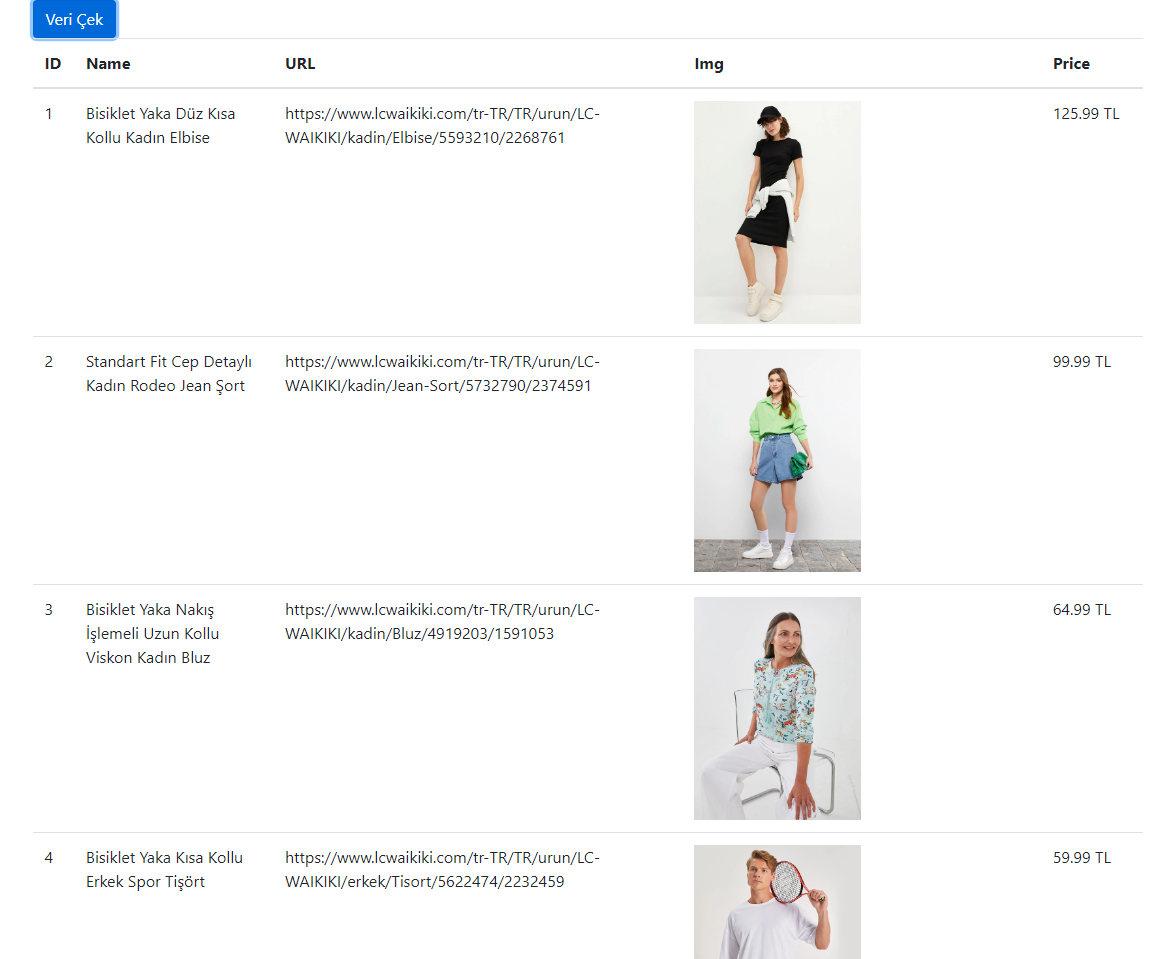 Veri Çek
ID Name URL Img Price
1 Bisiklet Yaka Düz Kısa https://www.lcwaikiki.com/tr-TR/TR/urun/LC- 125.99 TL
Kollu Kadın Elbise WAIKIKI/kadin/Elbise/5593210/2268761
2 Standart Fit Cep Detaylı https://www.lcwaikiki.com/tr-TR/TR/urun/LC- 99.99 TL
Kadın Rodeo Jean Şort WAIKIKI/kadin/Jean-Sort/5732790/2374591
3 Bisiklet Yaka Nakış https://www.lcwaikiki.com/tr-TR/TR/urun/LC- 64.99 TL
İşlemeli Uzun Kollu WAIKIKI/kadin/Bluz/4919203/1591053
Viskon Kadın Bluz
4 Bisiklet Yaka Kısa Kollu https://www.lcwaikiki.com/tr-TR/TR/urun/LC- 59.99 TL
Erkek Spor Tişört WAIKIKI/erkek/Tisort/5622474/2232459